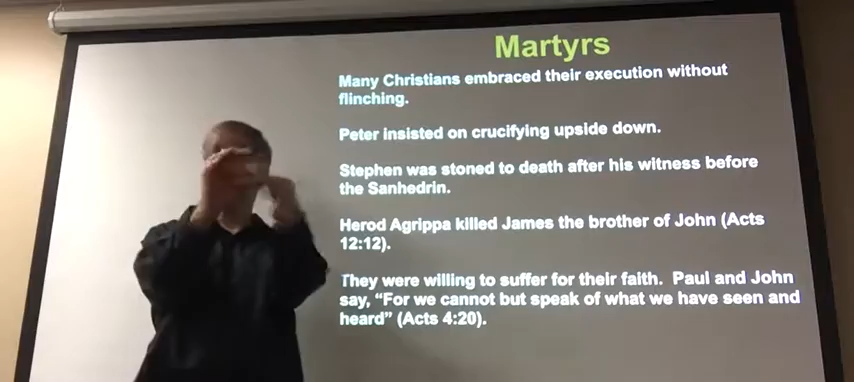 Martyrs
Many Christians embraced their execution without
flinching.
Peter insisted on crucifying upside down.
Stephen was stoned to death after his witness before
the Sanhedrin.
Herod Agrippa killed James the brother of John (Acts
12:12).
They were willing to suffer for their faith. Paul and John
say, “For we cannot but speak of what we have seen and
heard” (Acts 4:20).